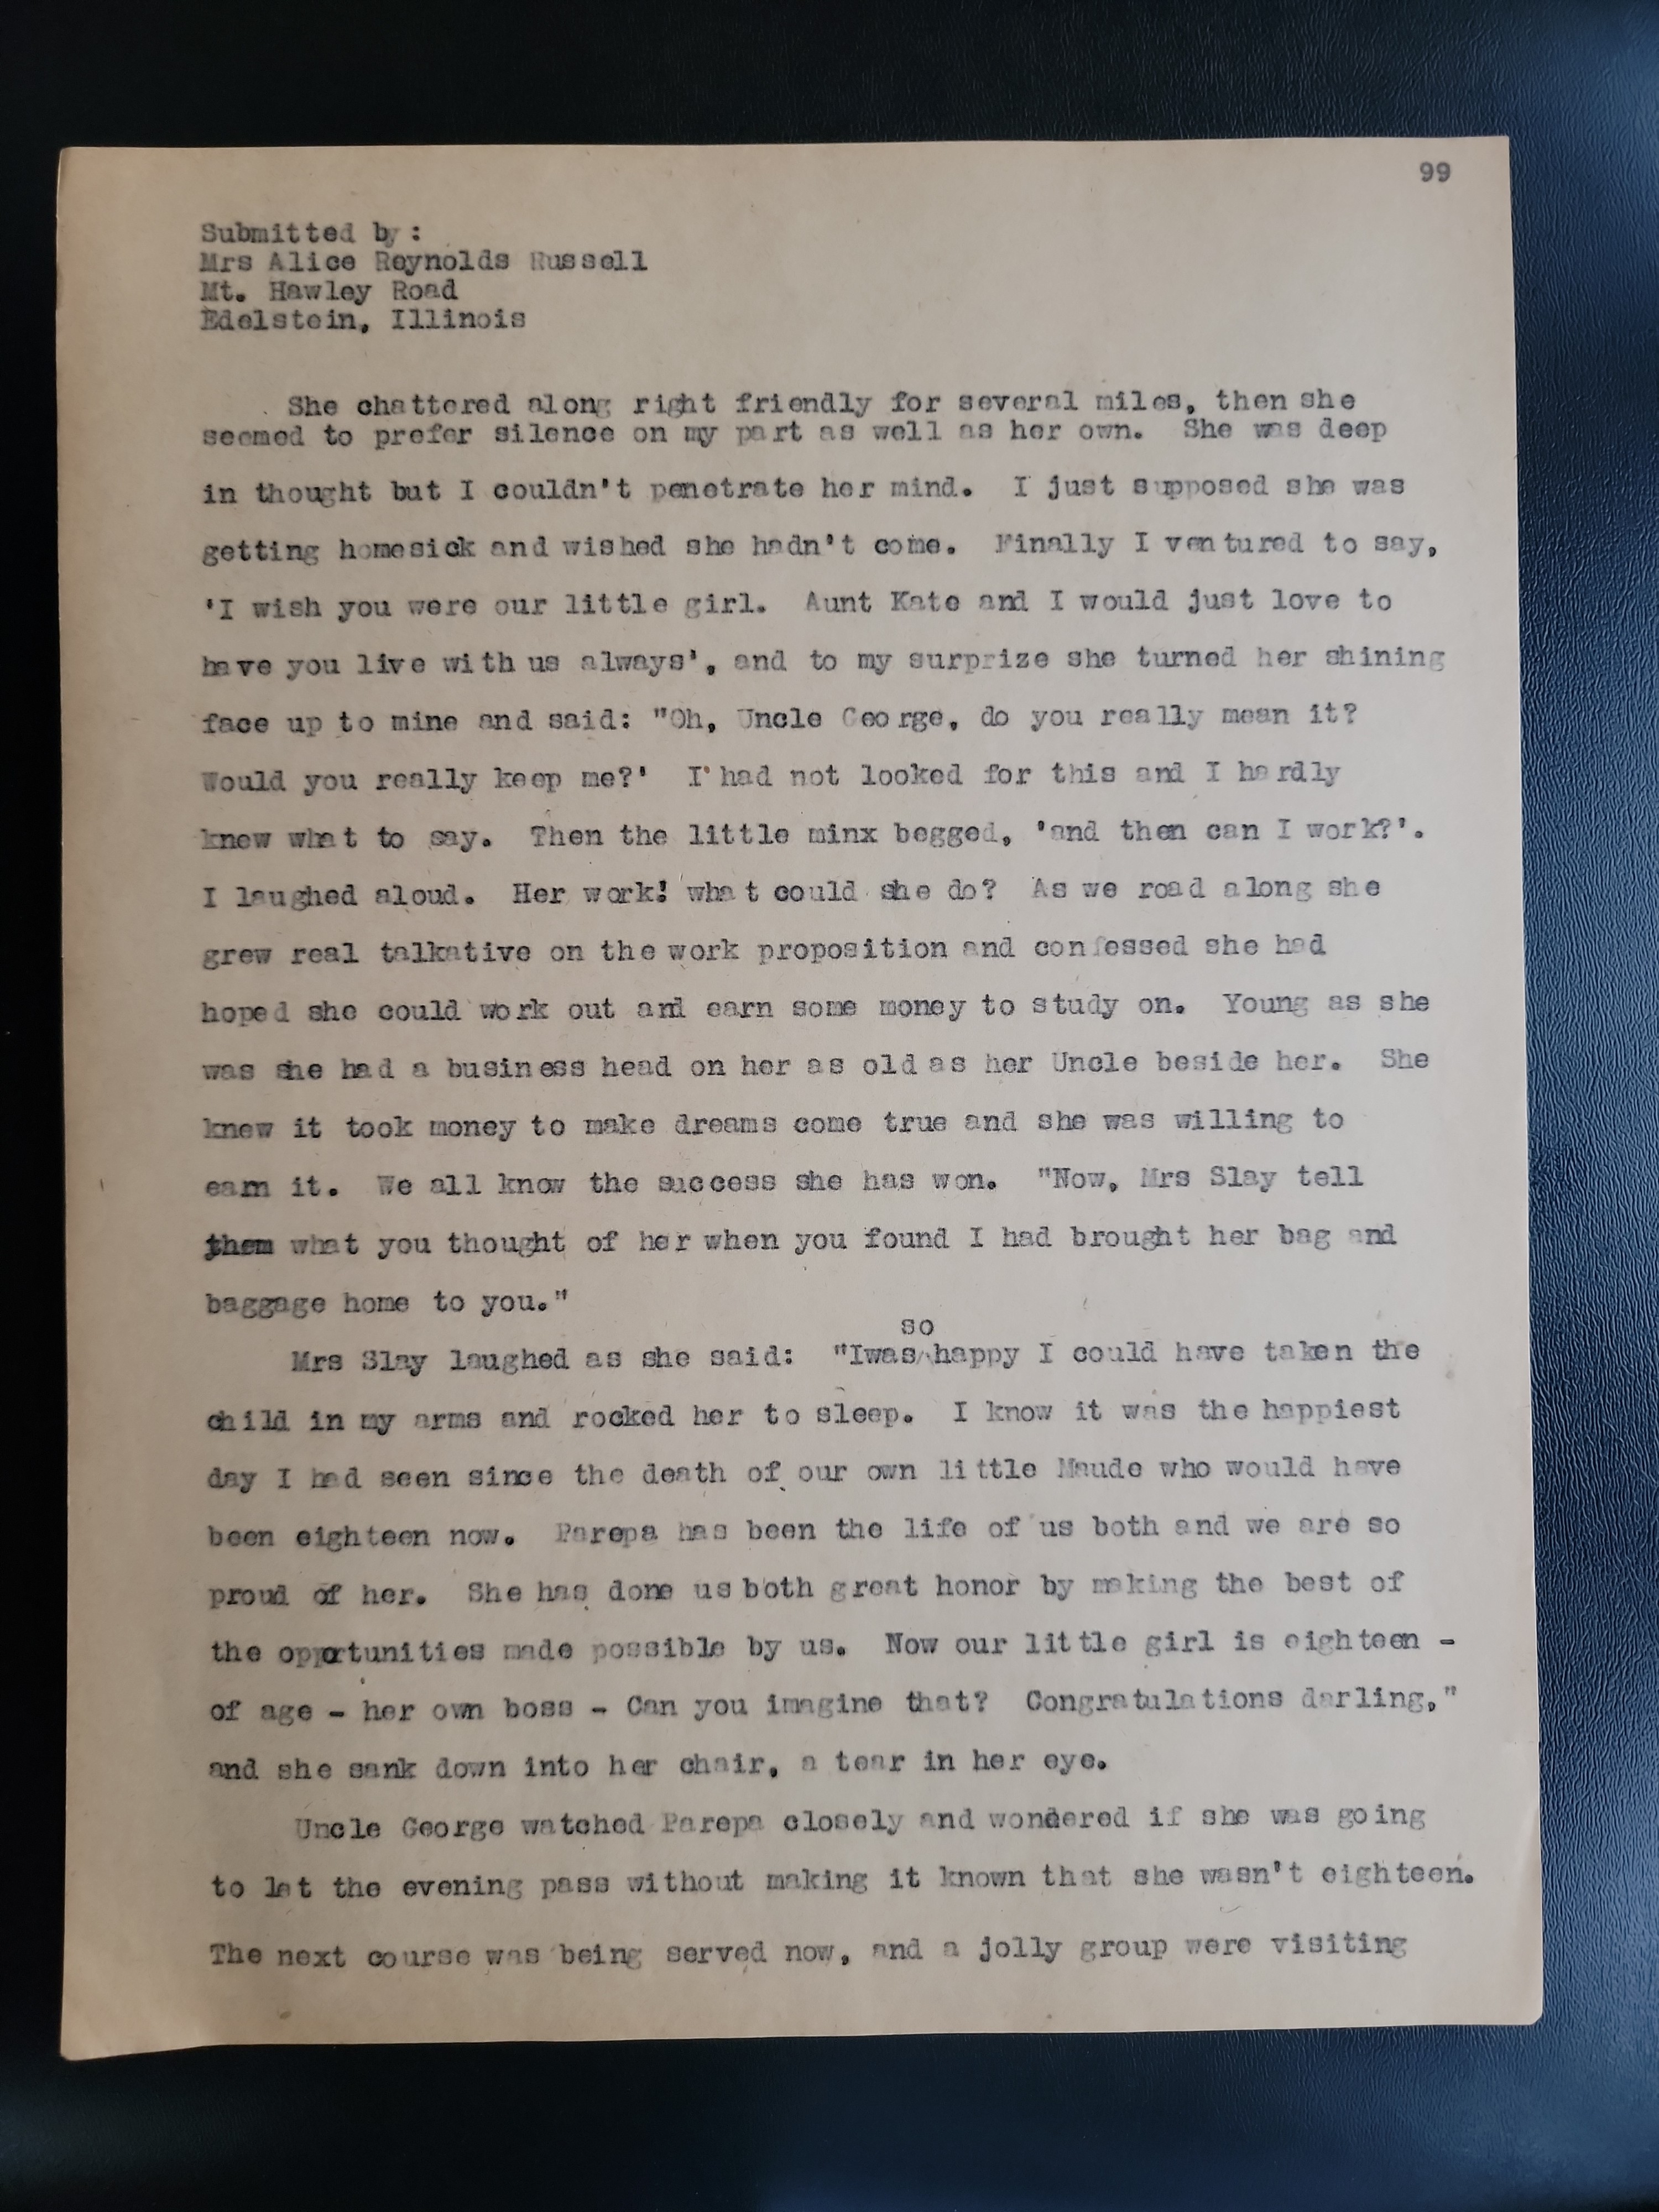 99
Submitted by:
Mrs Alice Reynolds Russell
Mt. Hawley Road
Edelstein, Illinois
She chattered along right friendly for several miles, then she
seemed to prefer silence on my part as well as her own. She was deep
in thought but I couldn't penetrate her mind. I just supposed she was
getting homesick and wished she hadn't come. Finally I ventured to say,
'I wish you were our little girl. Aunt Kate and I would just love to
have you live with us always', and to my surprize she turned her shining
face up to mine and said: "Oh, Uncle George, do you really mean it?
Would you really keep me?' I had not looked for this and I hardly
knew what to say. Then the little minx begged, 'and then can I work?'.
I laughed aloud. Her work! what could she do? As we road along she
grew real talkative on the work proposition and confessed she had
hoped she could work out and earn some money to study on. Young as she
was she had a business head on her as old as her Uncle beside her. She
knew it took money to make dreams come true and she was willing to
earn it. We all know the success she has won. "Now, Mrs Slay tell
them what you thought of her when you found I had brought her bag and
baggage home to you."
so
Mrs Slay laughed as she said: "Iwas^happy I could have taken the
child in my arms and rocked her to sleep. I know it was the happiest
day I had seen since the death of our own little Maude who would have
been eighteen now. Parepa has been the life of us both and we are so
proud of her. She has done us both great honor by making the best of
the opportunities made possible by us. Now our little girl is eighteen -
of age - her own boss - Can you imagine that? Congratulations darling,"
and she sank down into her chair, a tear in her eye.
Uncle George watched Parepa closely and wondered if she was going
to let the evening pass without making it known that she wasn't eighteen.
The next course was being served now, and a jolly group were visiting